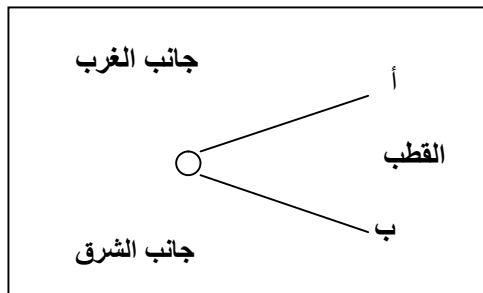 جانب الغرب
أ
القطب
ب
جانب الشرق